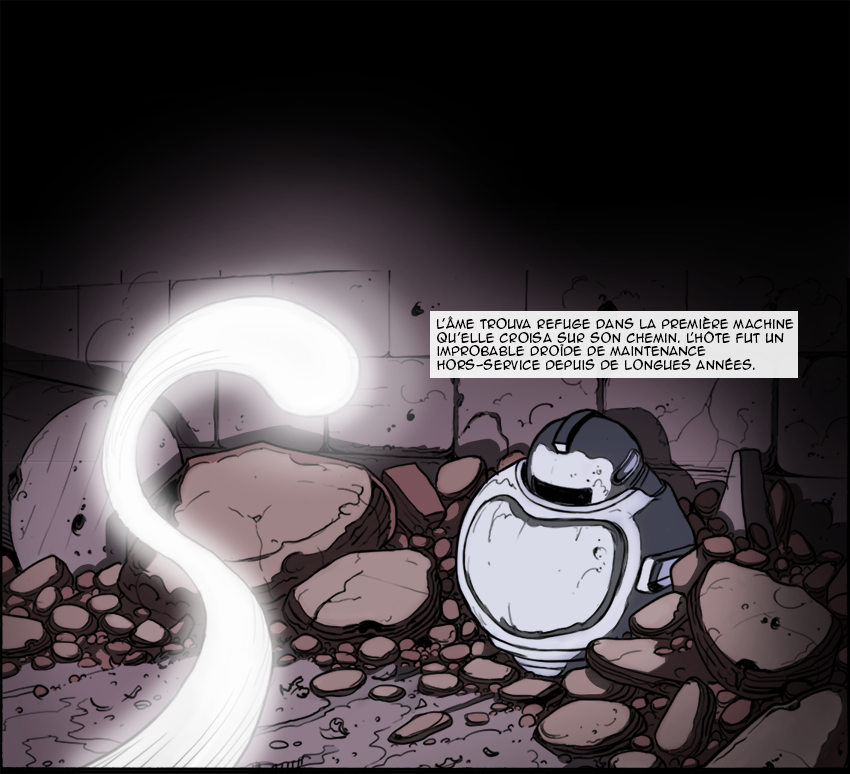 L'ÂME TROUVA REFUGE DANS LA PREMIÈRE MACHINE
QU'ELLE CROISA SUR SON CHEMIN. L'HÔTE FUT UN
IMPROBABLE DROÏDE DE MAINTENANCE
HORS-SERVICE DEPUIS DE LONGUES ANNÉES.